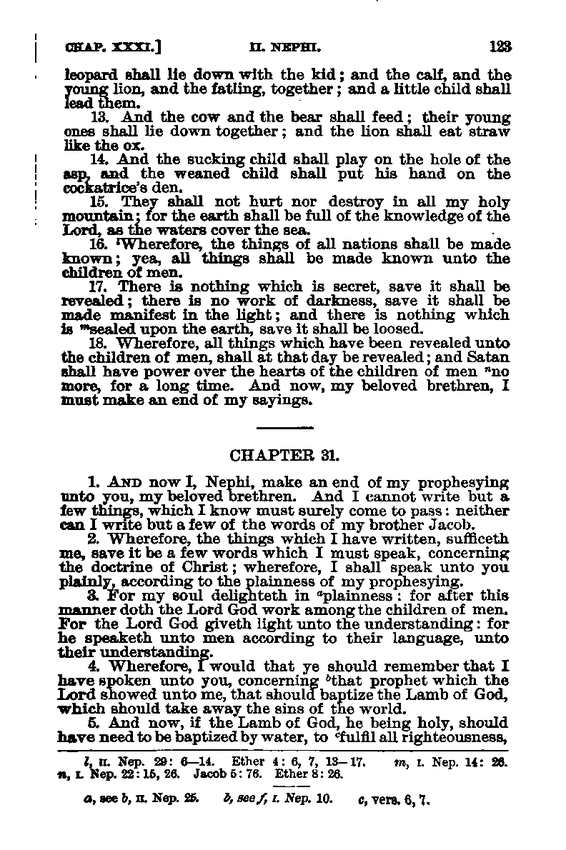 CHAP. XXXI.] II. NEPHI. 123
leopard shall lie down with the kid; and the calf, and the
young lion, and the fatling, together; and a little child shall
lead them.
13. And the cow and the bear shall feed; their young
ones shall lie down together; and the lion shall eat straw
like the ox.
14. And the sucking child shall play on the hole of the
asp, and the weaned child shall put his hand on the
cockatrice's den.
15. They shall not hurt nor destroy in all my holy
mountain; for the earth shall be full of the knowledge of the
Lord, as the waters cover the sea.
16. ˡWherefore, the things of all nations shall be made
known; yea, all things shall be made known unto the
children of men.
17. There is nothing which is secret, save it shall be
revealed; there is no work of darkness, save it shall be
made manifest in the light; and there is nothing which
is ᵐsealed upon the earth, save it shall be loosed.
18. Wherefore, all things which have been revealed unto
the children of men, shall at that day be revealed; and Satan
shall have power over the hearts of the children of men ⁿno
more, for a long time. And now, my beloved brethren, I
must make an end of my sayings.
CHAPTER 31.
1. AND now I, Nephi, make an end of my prophesying
unto you, my beloved brethren. And I cannot write but a
few things, which I know must surely come to pass: neither
can I write but a few of the words of my brother Jacob.
2. Wherefore, the things which I have written, sufficeth
me, save it be a few words which I must speak, concerning
the doctrine of Christ; wherefore, I shall speak unto you
plainly, according to the plainness of my prophesying.
3. For my soul delighteth in ᵃplainness: for after this
manner doth the Lord God work among the children of men.
For the Lord God giveth light unto the understanding: for
he speaketh unto men according to their language, unto
their understanding.
4. Wherefore, I would that ye should remember that I
have spoken unto you, concerning ᵇthat prophet which the
Lord showed unto me, that should baptize the Lamb of God,
which should take away the sins of the world.
5. And now, if the Lamb of God, he being holy, should
have need to be baptized by water, to ᶜfulfil all righteousness,
l, II. Nep. 29: 6—14. Ether 4: 6, 7, 13—17. m, I. Nep. 14: 26.
n, I. Nep. 22: 15, 26. Jacob 5: 76. Ether 8: 26.
a, see b, II. Nep. 25. b, see f, I. Nep. 10. c, vers. 6, 7.